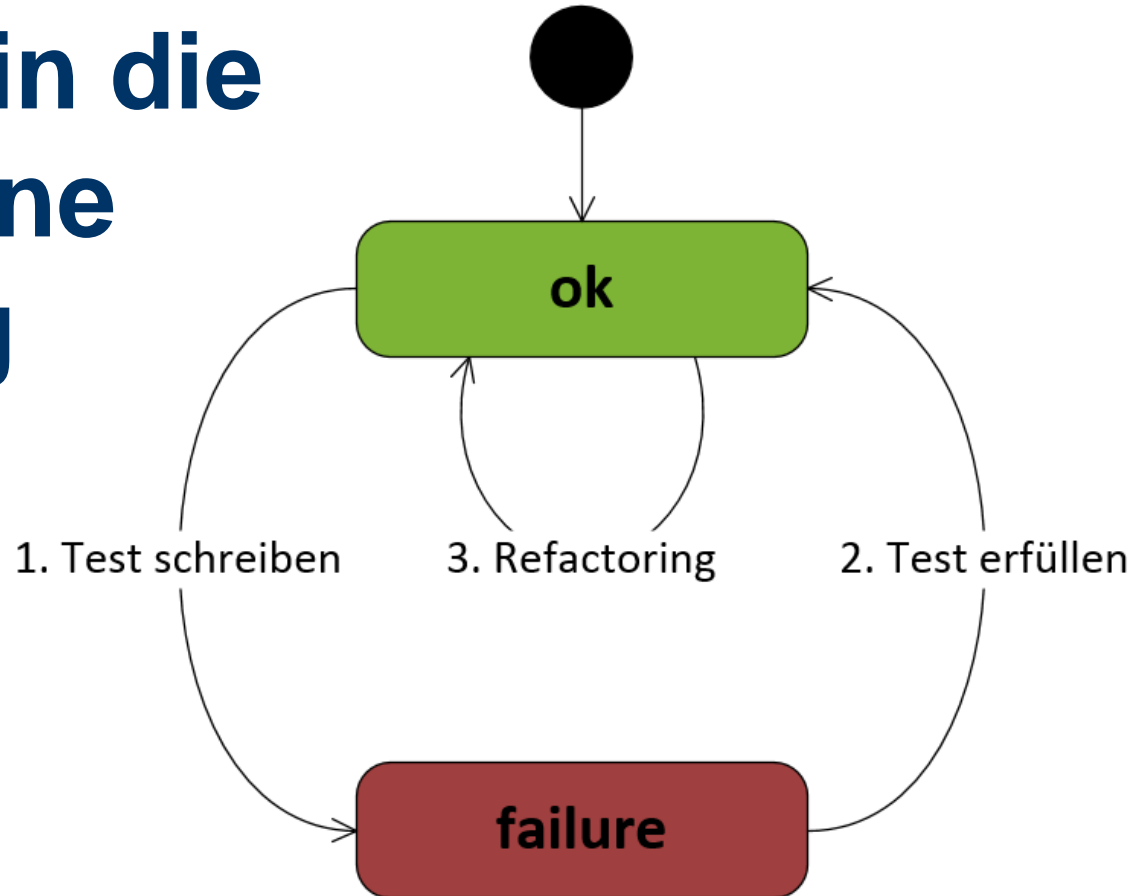 in die
ne
g
ok
1. Test schreiben
3. Refactoring
2. Test erfüllen
failure